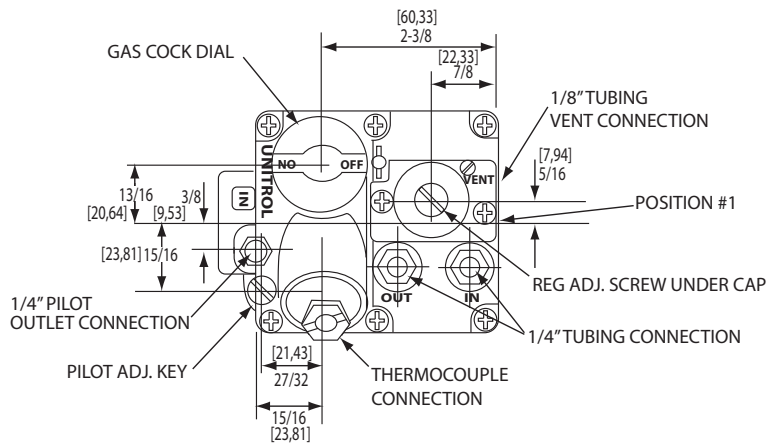 [60,33]
2-3/8
GAS COCK DIAL
[22,33]
7/8
1/8" TUBING
VENT CONNECTION
NO
OFF
UNITROL
VENT
[7,94]
5/16
13/16
[20,64]
3/8
[9,53]
IN
POSITION #1
[23,81]
15/16
REG ADJ. SCREW UNDER CAP
1/4" PILOT
OUTLET CONNECTION
OUT
IN
1/4" TUBING CONNECTION
PILOT ADJ. KEY
[21,43]
27/32
THERMOCOUPLE
CONNECTION
15/16
[23,81]